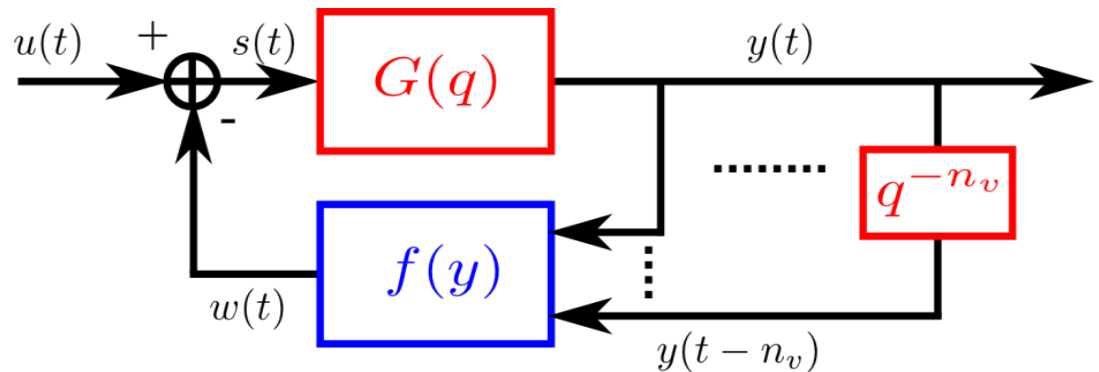 u(t)
+
s(t)
G(q)
y(t)
-
q^{-n_v}
f(y)
w(t)
y(t − n_v)